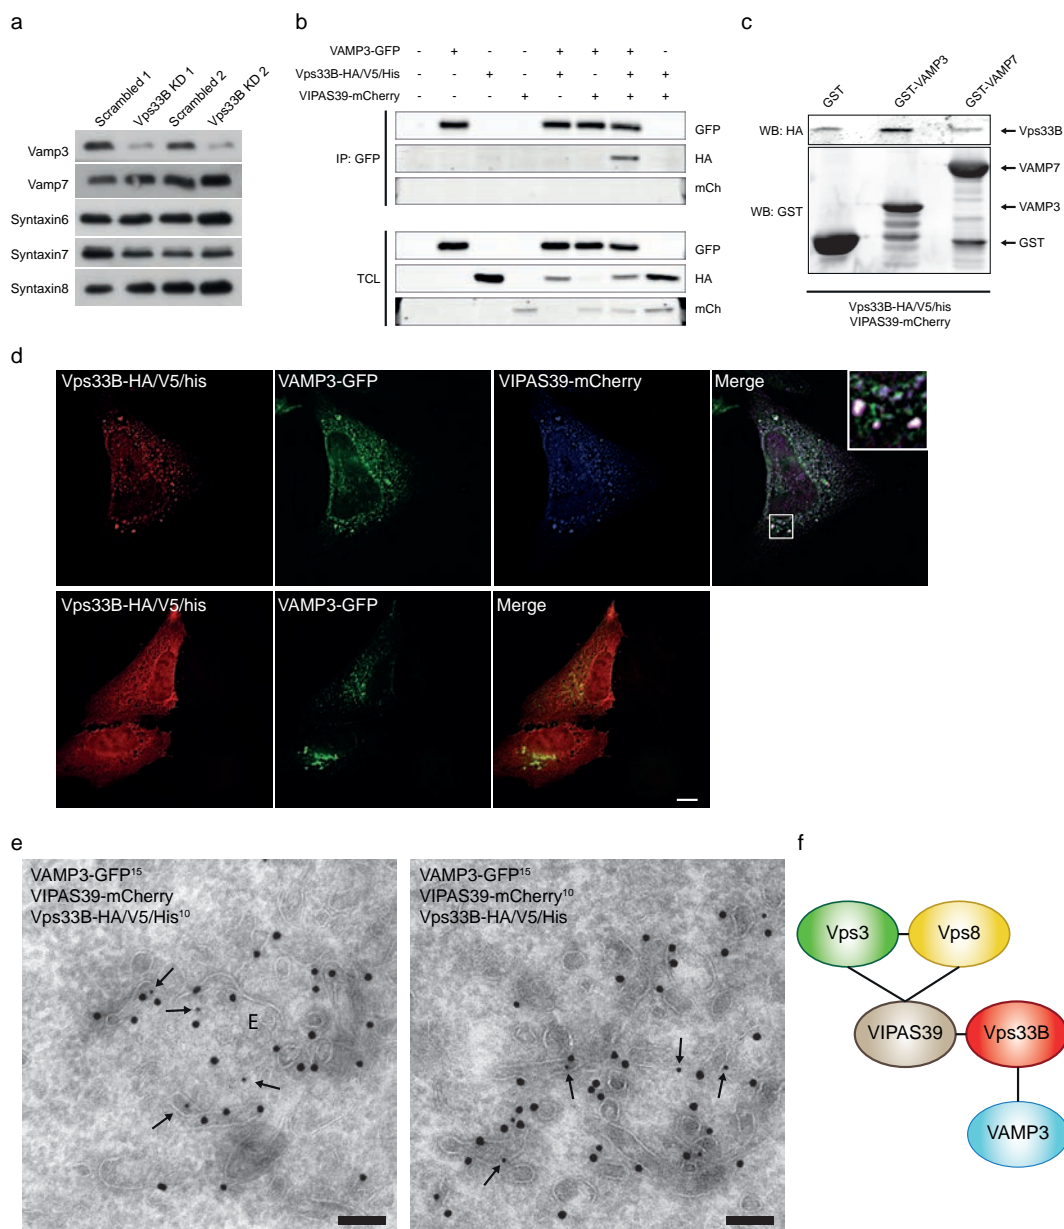 a
Scrambled 1
Vps33B KD 1
Scrambled 2
Vps33B KD 2
Vamp3
Vamp7
Syntaxin6
Syntaxin7
Syntaxin8
b
VAMP3-GFP - + - - + + + -
Vps33B-HA/V5/His - - + - + - + +
VIPAS39-mCherry - - - + - + + +
IP: GFP
GFP
HA
mCh
TCL
GFP
HA
mCh
c
GST
GST-VAMP3
GST-VAMP7
WB: HA
Vps33B
WB: GST
VAMP7
VAMP3
GST
Vps33B-HA/V5/his
VIPAS39-mCherry
d
Vps33B-HA/V5/his
VAMP3-GFP
VIPAS39-mCherry
Merge
Vps33B-HA/V5/his
VAMP3-GFP
Merge
e
VAMP3-GFP¹⁵
VIPAS39-mCherry
Vps33B-HA/V5/His¹⁰
E
VAMP3-GFP¹⁵
VIPAS39-mCherry¹⁰
Vps33B-HA/V5/His
f
Vps3
Vps8
VIPAS39
Vps33B
VAMP3